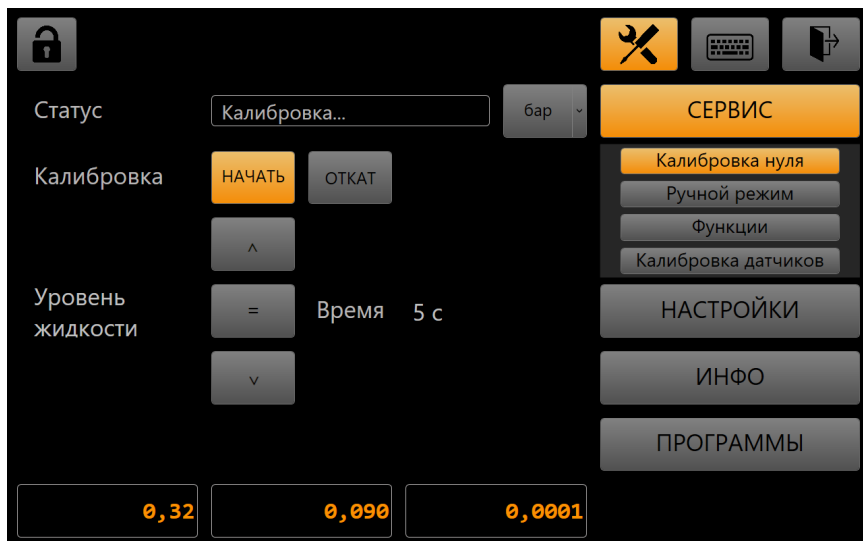 Статус
Калибровка...
бар
СЕРВИС
Калибровка
НАЧАТЬ
ОТКАТ
Калибровка нуля
Ручной режим
Функции
Калибровка датчиков
^
Уровень
жидкости
=
Время
5 с
˅
НАСТРОЙКИ
ИНФО
ПРОГРАММЫ
0,32
0,090
0,0001